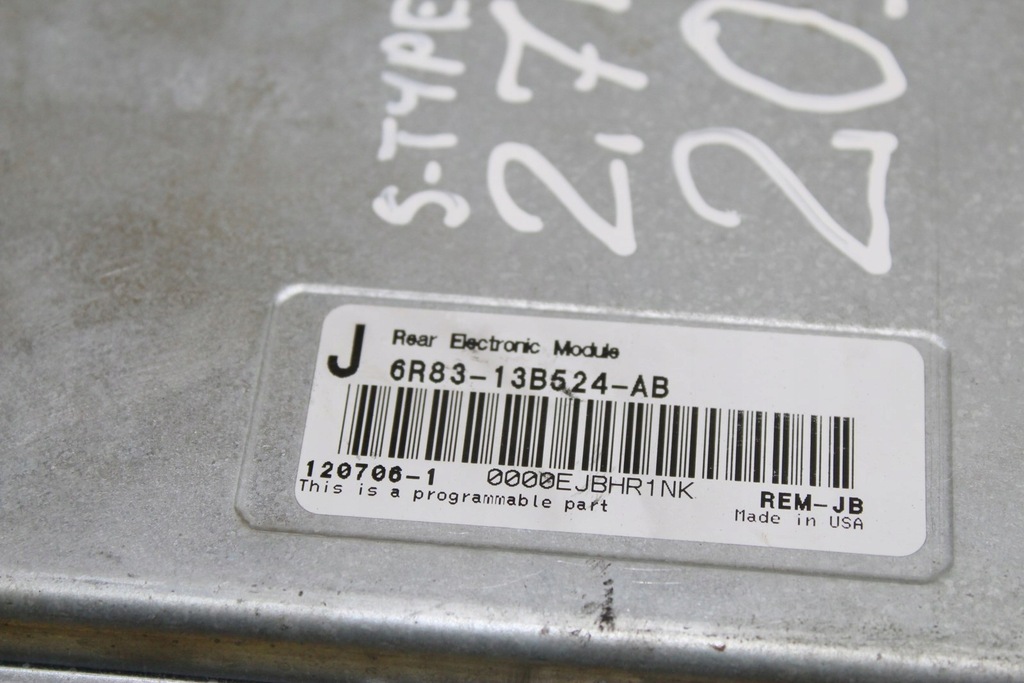 S-TYPE
2.7
20
J
Rear Electronic Module
6R83-13B524-AB
120706-1
0000EJBHR1NK
This is a programmable part
REM-JB
Made in USA